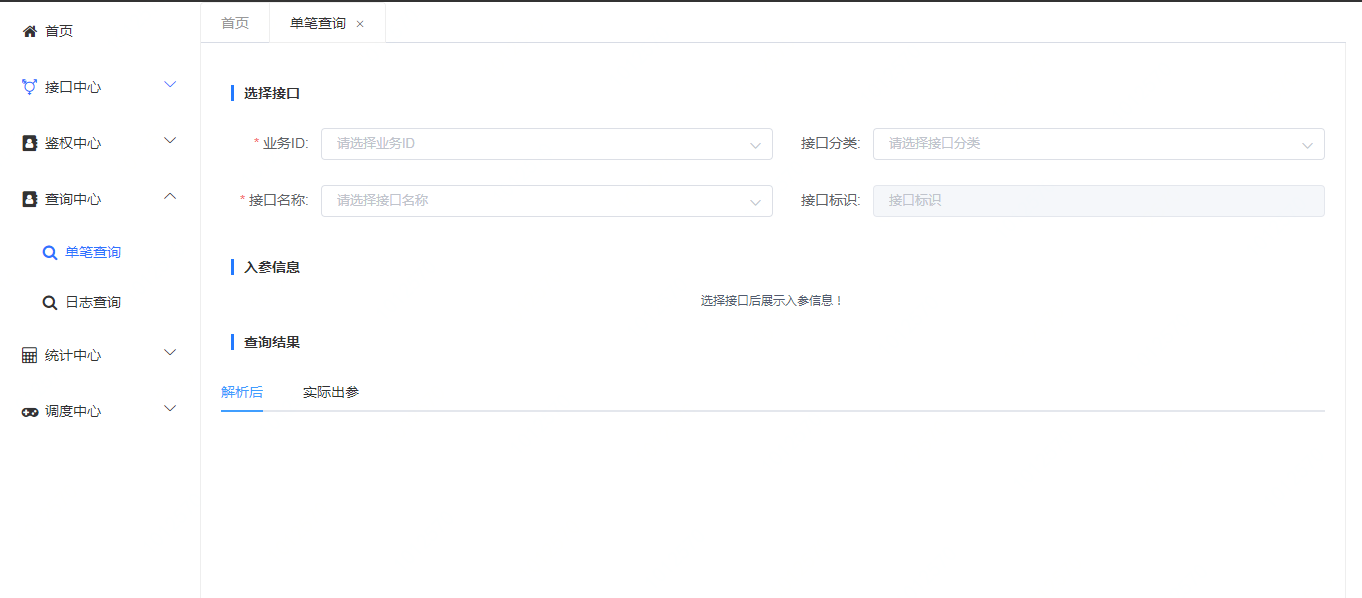 首页
接口中心
鉴权中心
查询中心
单笔查询
日志查询
统计中心
调度中心
首页
单笔查询 ×
选择接口
* 业务ID: 请选择业务ID
接口分类: 请选择接口分类
* 接口名称: 请选择接口名称
接口标识: 接口标识
入参信息
选择接口后展示入参信息！
查询结果
解析后
实际出参